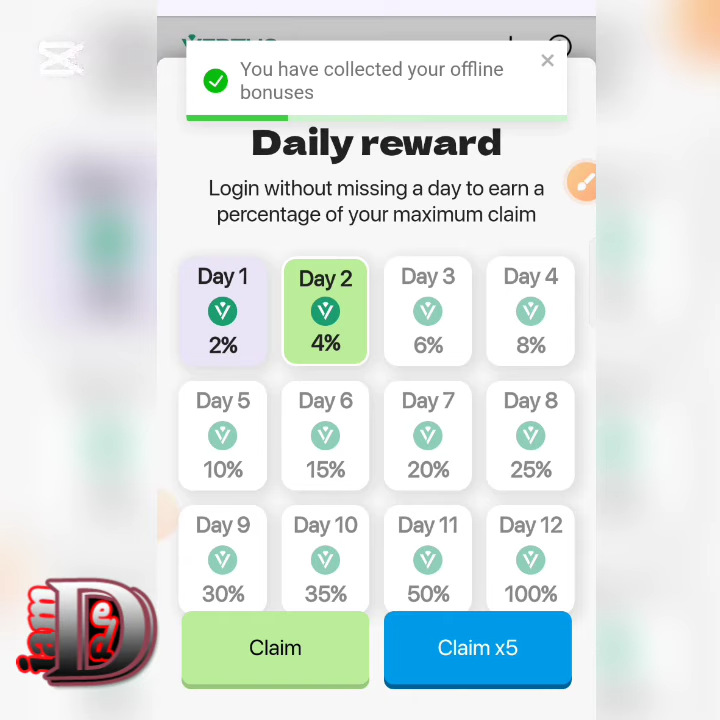 You have collected your offline
bonuses
Daily reward
Login without missing a day to earn a
percentage of your maximum claim
Day 1
Day 2
Day 3
Day 4
2%
4%
6%
8%
Day 5
Day 6
Day 7
Day 8
10%
15%
20%
25%
Day 9
Day 10
Day 11
Day 12
30%
35%
50%
100%
Claim
Claim x5